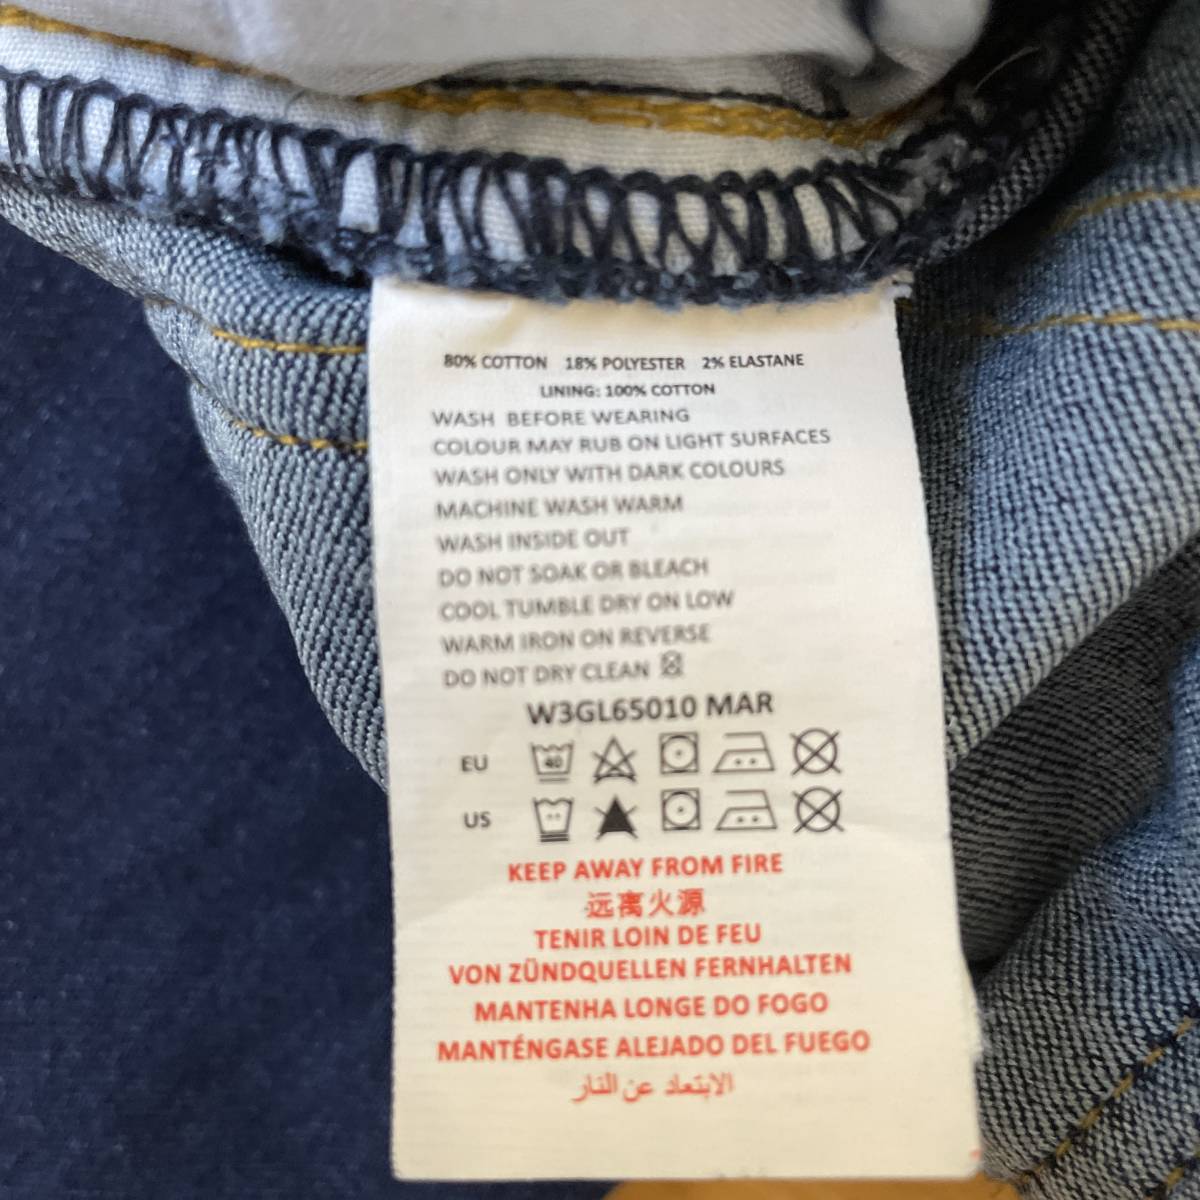 80% COTTON 18% POLYESTER 2% ELASTANE
LINING: 100% COTTON
WASH BEFORE WEARING
COLOUR MAY RUB ON LIGHT SURFACES
WASH ONLY WITH DARK COLOURS
MACHINE WASH WARM
WASH INSIDE OUT
DO NOT SOAK OR BLEACH
COOL TUMBLE DRY ON LOW
WARM IRON ON REVERSE
DO NOT DRY CLEAN
W3GL65010 MAR
EU 40
US
KEEP AWAY FROM FIRE
远离火源
TENIR LOIN DE FEU
VON ZÜNDQUELLEN FERNHALTEN
MANTENHA LONGE DO FOGO
MANTÉNGASE ALEJADO DEL FUEGO
الابتعاد عن النار